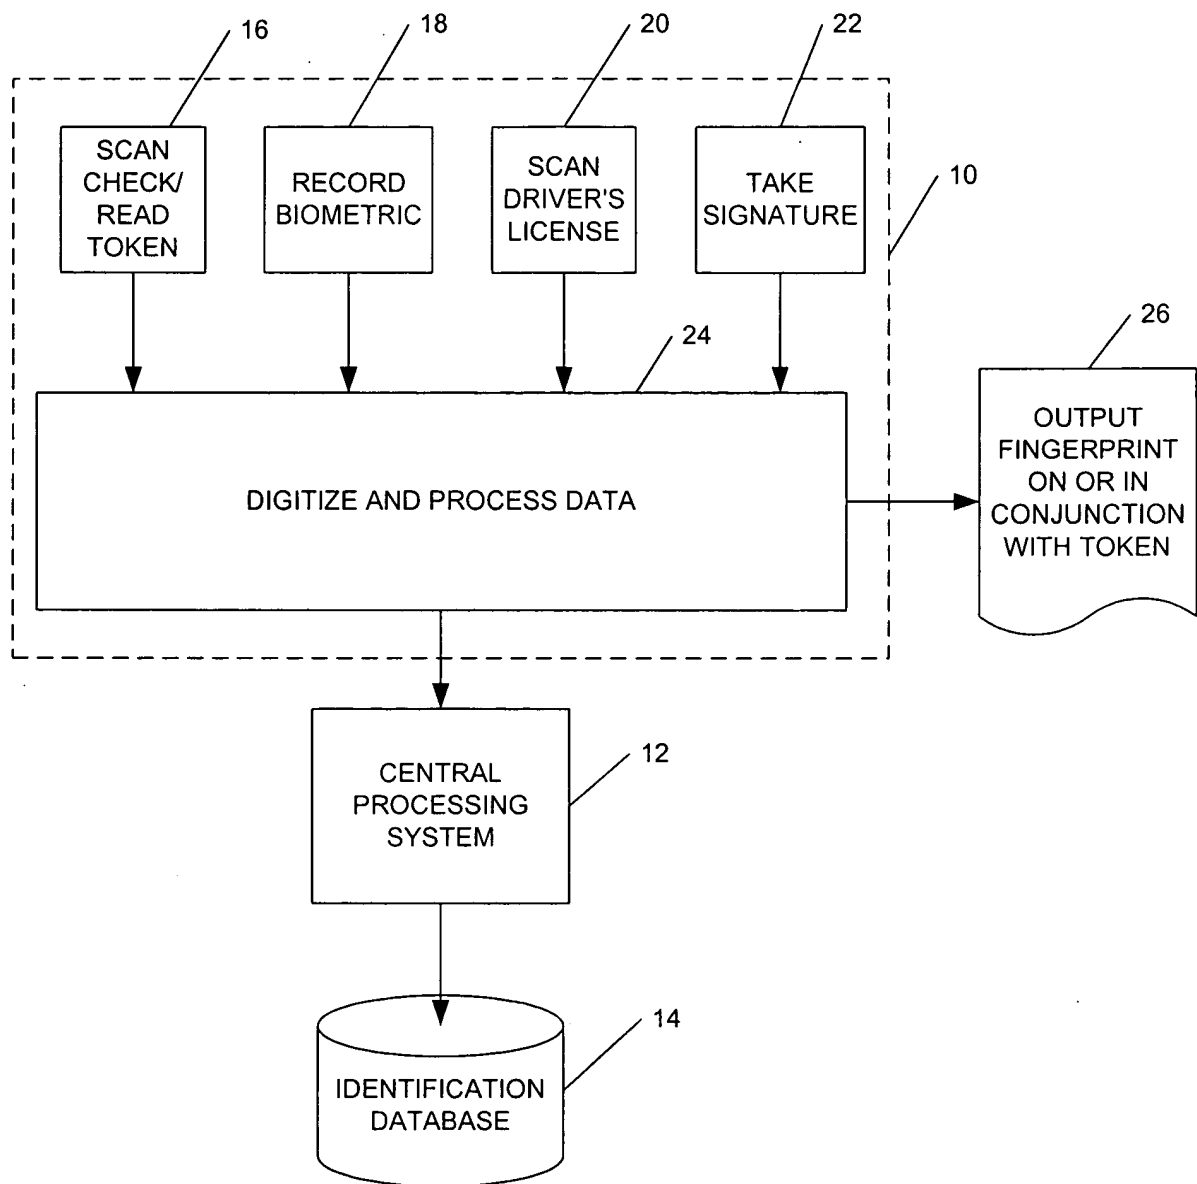 16
18
20
22
SCAN
CHECK/
READ
TOKEN
RECORD
BIOMETRIC
SCAN
DRIVER'S
LICENSE
TAKE
SIGNATURE
10
24
26
DIGITIZE AND PROCESS DATA
OUTPUT
FINGERPRINT
ON OR IN
CONJUNCTION
WITH TOKEN
CENTRAL
PROCESSING
SYSTEM
12
IDENTIFICATION
DATABASE
14